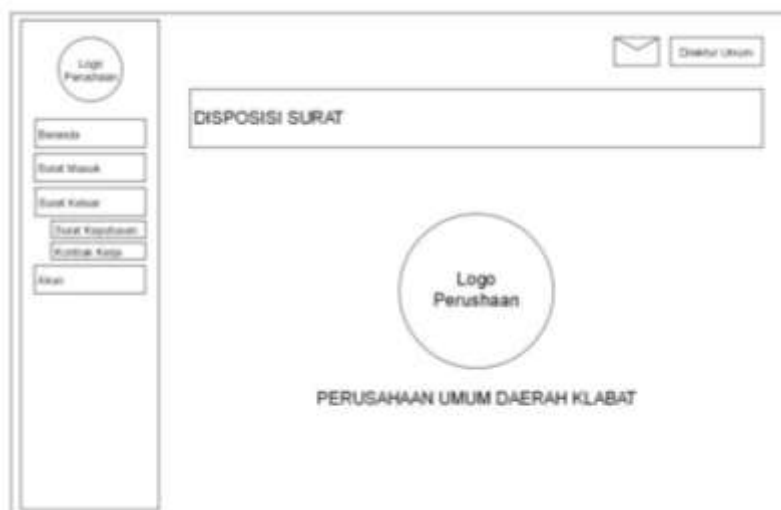 Logo
Perushaan
Beranda
Surat Masuk
Surat Keluar
Surat Keputusan
Kontrak Kerja
Akun
Direktur Umum
DISPOSISI SURAT
Logo
Perushaan
PERUSAHAAN UMUM DAERAH KLABAT